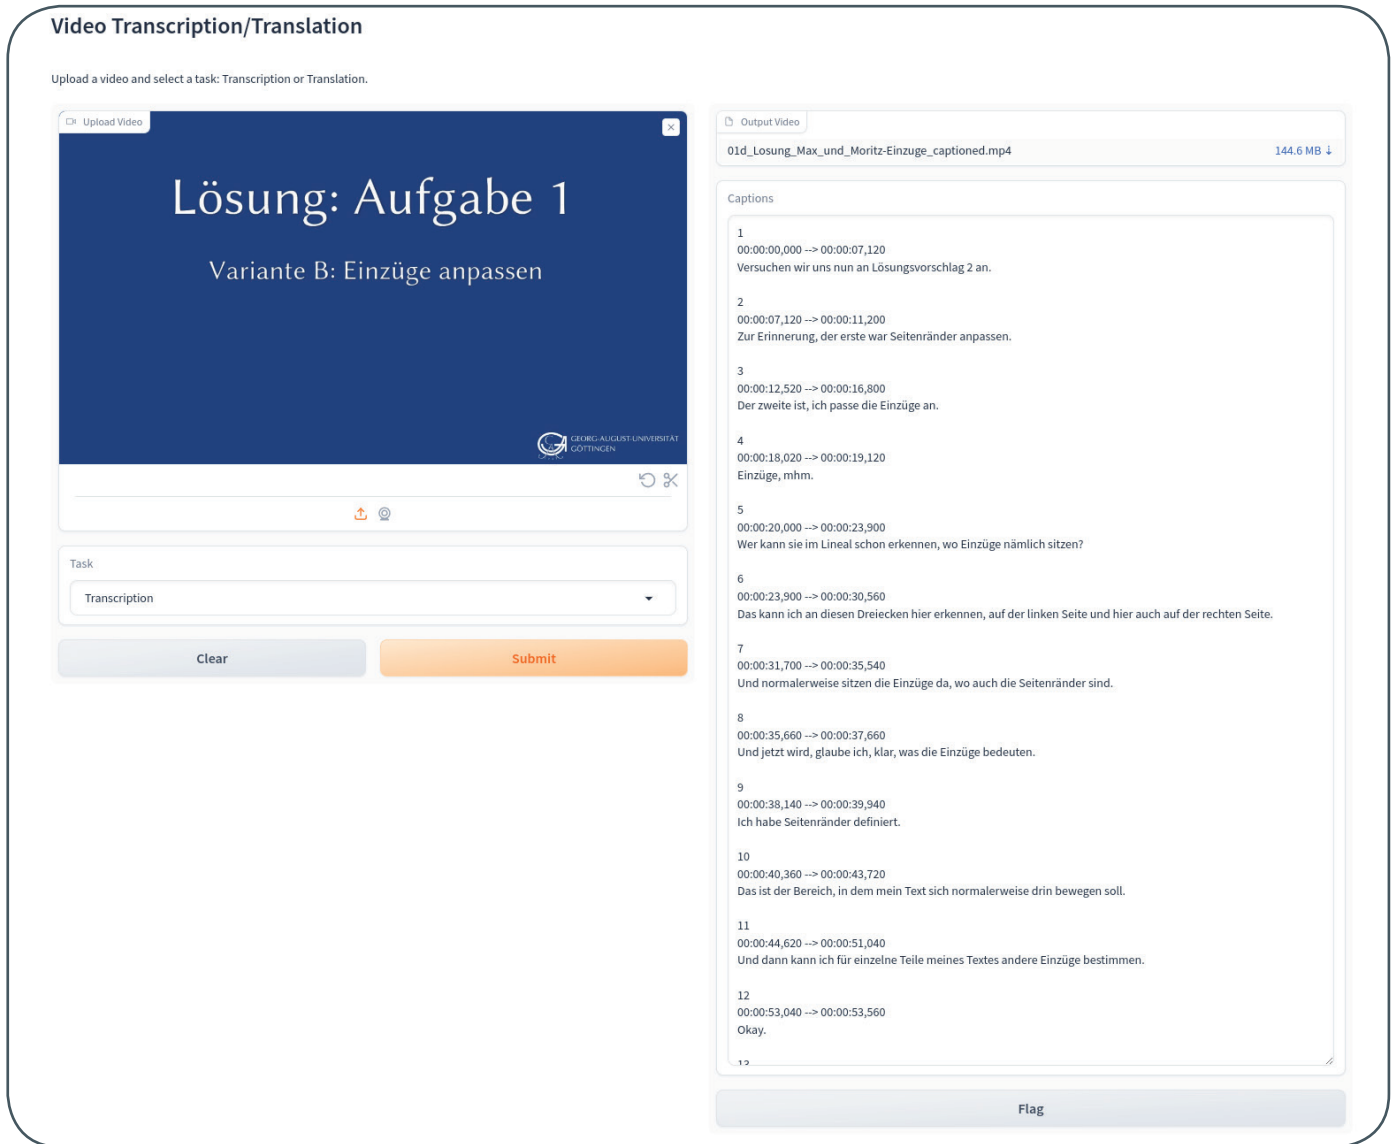 Video Transcription/Translation
Upload a video and select a task: Transcription or Translation.
Upload Video
Lösung: Aufgabe 1
Variante B: Einzüge anpassen
GEORG-AUGUST-UNIVERSITÄT
GÖTTINGEN
Task
Transcription
Clear
Submit
Output Video
01d_Losung_Max_und_Moritz-Einzuge_captioned.mp4
144.6 MB ↓
Captions
1
00:00:00,000 --> 00:00:07,120
Versuchen wir uns nun an Lösungsvorschlag 2 an.
2
00:00:07,120 --> 00:00:11,200
Zur Erinnerung, der erste war Seitenränder anpassen.
3
00:00:12,520 --> 00:00:16,800
Der zweite ist, ich passe die Einzüge an.
4
00:00:18,020 --> 00:00:19,120
Einzüge, mhm.
5
00:00:20,000 --> 00:00:23,900
Wer kann sie im Lineal schon erkennen, wo Einzüge nämlich sitzen?
6
00:00:23,900 --> 00:00:30,560
Das kann ich an diesen Dreiecken hier erkennen, auf der linken Seite und hier auch auf der rechten Seite.
7
00:00:31,700 --> 00:00:35,540
Und normalerweise sitzen die Einzüge da, wo auch die Seitenränder sind.
8
00:00:35,660 --> 00:00:37,660
Und jetzt wird, glaube ich, klar, was die Einzüge bedeuten.
9
00:00:38,140 --> 00:00:39,940
Ich habe Seitenränder definiert.
10
00:00:40,360 --> 00:00:43,720
Das ist der Bereich, in dem mein Text sich normalerweise drin bewegen soll.
11
00:00:44,620 --> 00:00:51,040
Und dann kann ich für einzelne Teile meines Textes andere Einzüge bestimmen.
12
00:00:53,040 --> 00:00:53,560
Okay.
13
Flag